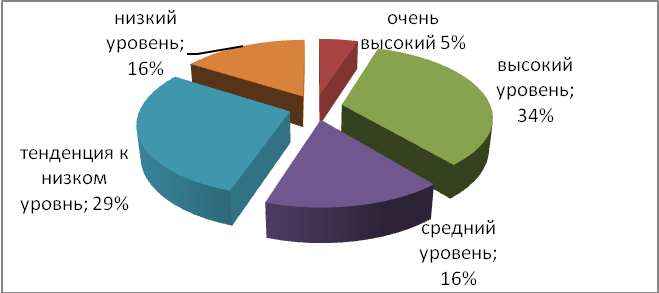 низкий
уровень;
16%
очень
высокий 5%
высокий
уровень;
34%
тенденция к
низком
уровнь; 29%
средний
уровень;
16%